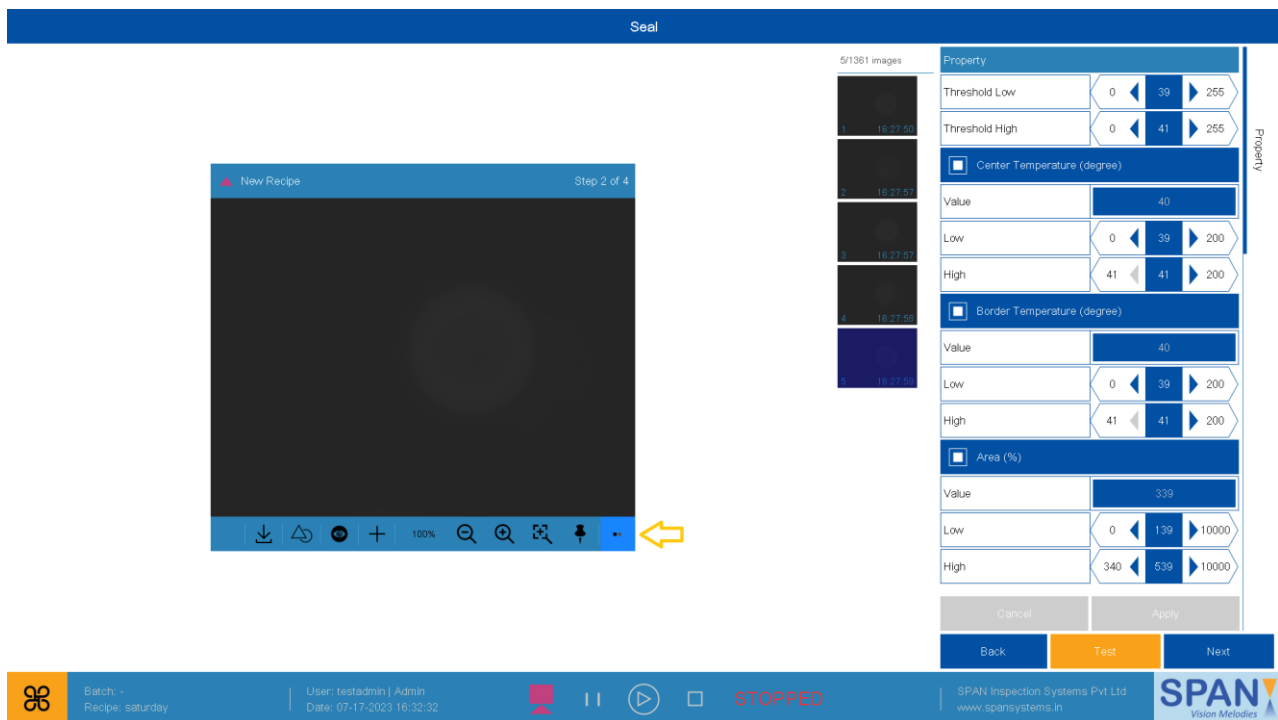 Seal
New Recipe
Step 2 of 4
100%
5/1361 images
1 16:27:50
2 16:27:57
3 16:27:57
4 16:27:58
5 16:27:59
Property
Threshold Low 0 39 255
Threshold High 0 41 255
Center Temperature (degree)
Value 40
Low 0 39 200
High 41 41 200
Border Temperature (degree)
Value 40
Low 0 39 200
High 41 41 200
Area (%)
Value 339
Low 0 139 10000
High 340 539 10000
Cancel Apply
Back Test Next
Property
Batch: -
Recipe: saturday
User: testadmin | Admin
Date: 07-17-2023 16:32:32
STOPPED
SPAN Inspection Systems Pvt Ltd
www.spansystems.in
SPAN
Vision Melodies